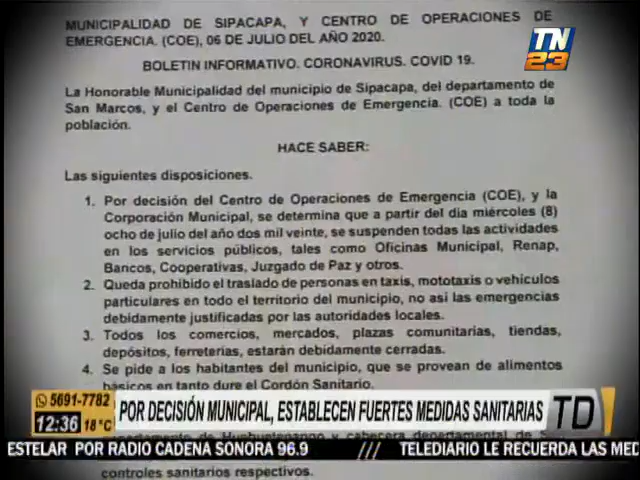 MUNICIPALIDAD DE SIPACAPA, Y CENTRO DE OPERACIONES DE
EMERGENCIA. (COE), 06 DE JULIO DEL AÑO 2020.
TN
23
BOLETIN INFORMATIVO. CORONAVIRUS. COVID 19.
La Honorable Municipalidad del municipio de Sipacapa, del departamento de
San Marcos, y el Centro de Operaciones de Emergencia. (COE) a toda la
población.
HACE SABER:
Las siguientes disposiciones.
1. Por decisión del Centro de Operaciones de Emergencia (COE), y la
Corporación Municipal, se determina que a partir del día miércoles (8)
ocho de julio del año dos mil veinte, se suspenden todas las actividades
en los servicios públicos, tales como Oficinas Municipal, Renap,
Bancos, Cooperativas, Juzgado de Paz y otros.
2. Queda prohibido el traslado de personas en taxis, mototaxis o vehículos
particulares en todo el territorio del municipio, no así las emergencias
debidamente justificadas por las autoridades locales.
3. Todos los comercios, mercados, plazas comunitarias, tiendas,
depósitos, ferreterías, estarán debidamente cerradas.
4. Se pide a los habitantes del municipio, que se provean de alimentos
básicos en tanto dure el Cordón Sanitario.
5691-7782
12:36 18°C
POR DECISIÓN MUNICIPAL, ESTABLECEN FUERTES MEDIDAS SANITARIAS
TD
ESTELAR POR RADIO CADENA SONORA 96.9 /// TELEDIARIO LE RECUERDA LAS MED
controles sanitarios respectivos.